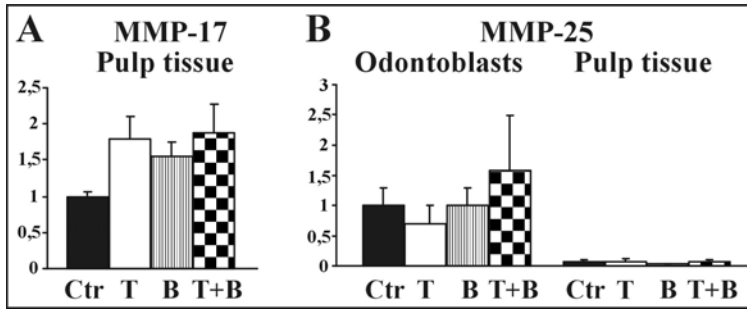 A MMP-17
Pulp tissue
2,5
2
1,5
1
0,5
0
Ctr T B T+B
B MMP-25
Odontoblasts Pulp tissue
3
2,5
2
1,5
1
0,5
0
Ctr T B T+B Ctr T B T+B